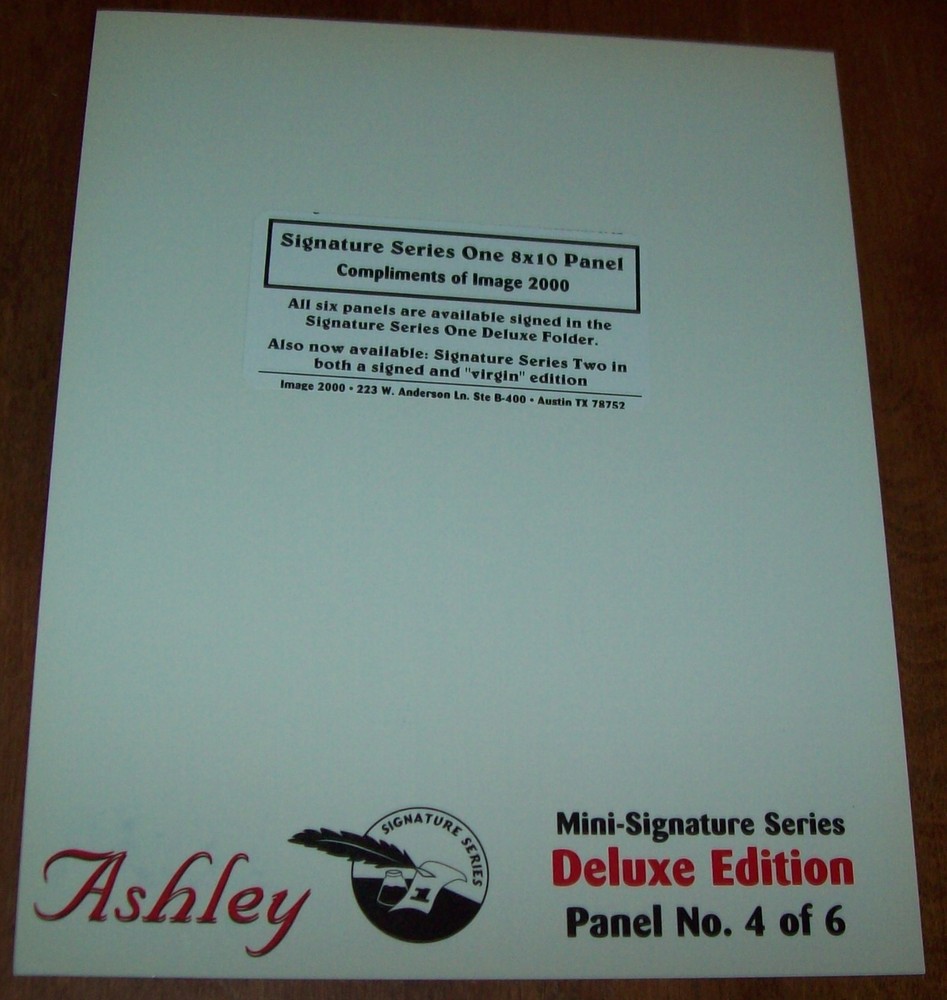 Signature Series One 8x10 Panel
Compliments of Image 2000
All six panels are available signed in the
Signature Series One Deluxe Folder.
Also now available: Signature Series Two in
both a signed and "virgin" edition
Image 2000 • 223 W. Anderson Ln. Ste B-400 • Austin TX 78752
Ashley
SIGNATURE SERIES
1
Mini-Signature Series
Deluxe Edition
Panel No. 4 of 6